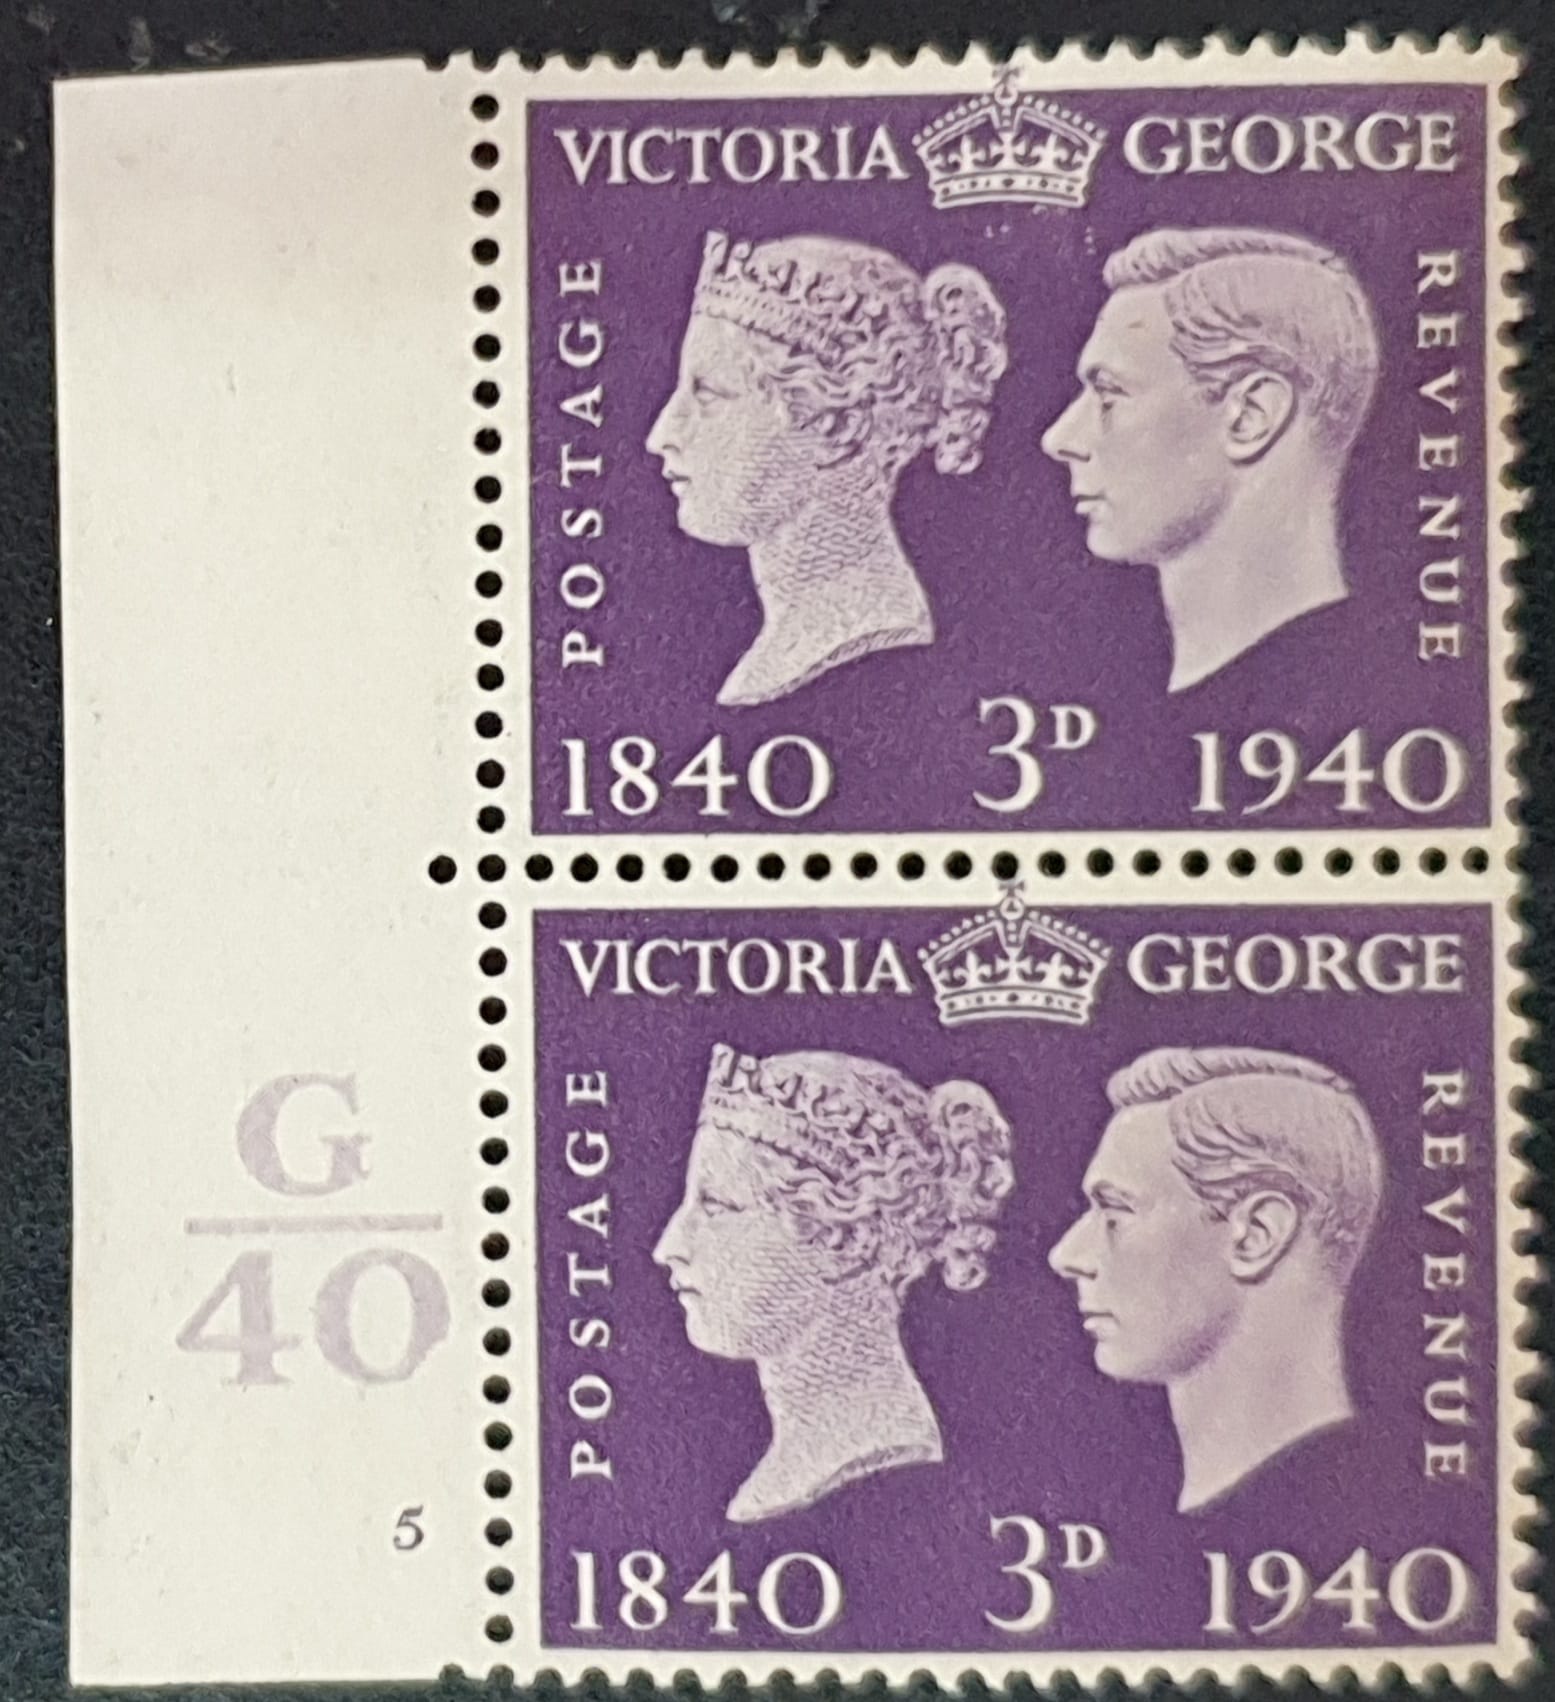 VICTORIA GEORGE
POSTAGE
REVENUE
1840 3D 1940
VICTORIA GEORGE
POSTAGE
REVENUE
1840 3D 1940
G
40
5